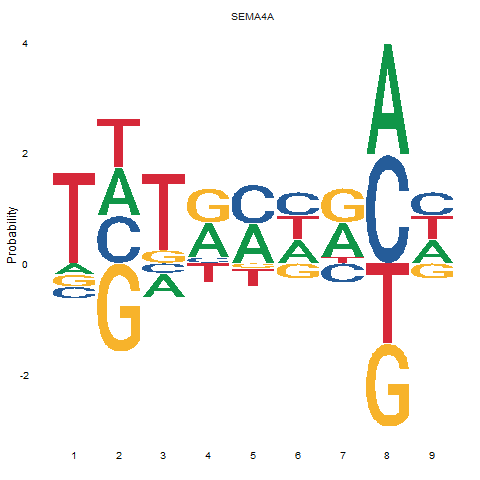 SEMA4A
4
2
0
-2
Probability
T A G C
T A C G
T G C A
G A C T
C A G T
C T A G
G A T C
A C T G
C T A G
1 2 3 4 5 6 7 8 9